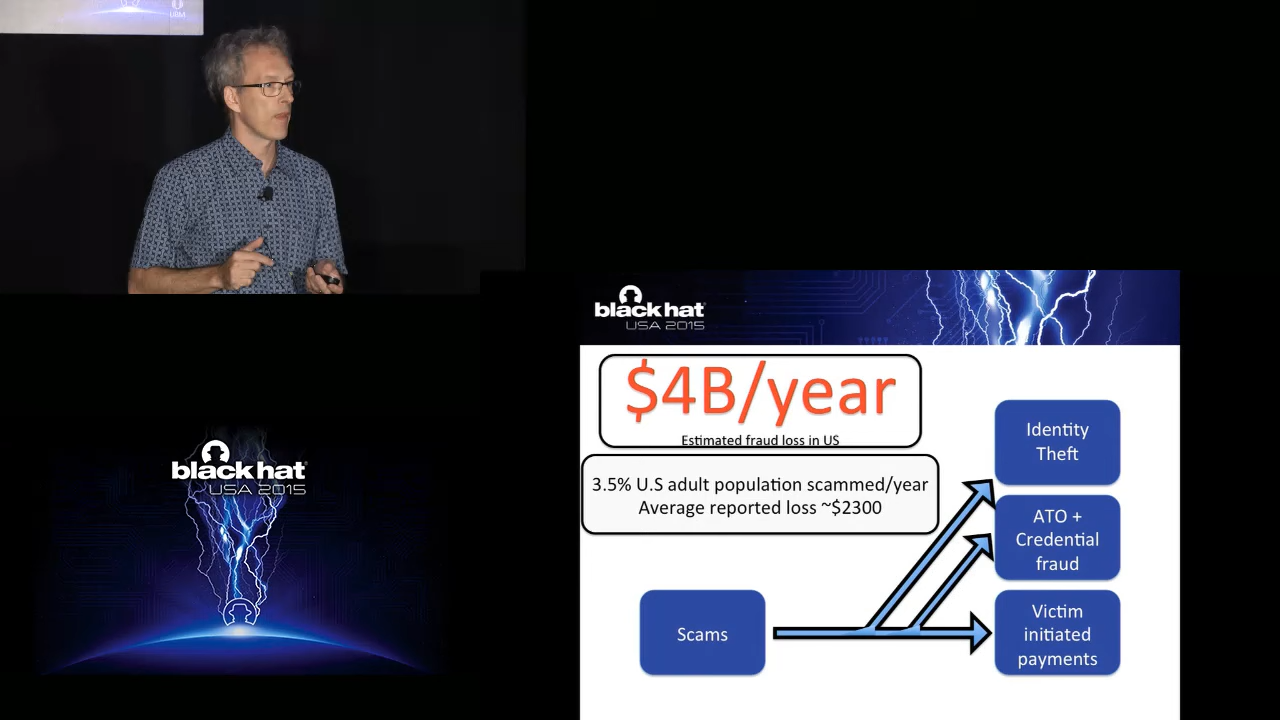 UBM
black hat
USA 2015
$4B/year
Estimated fraud loss in US
3.5% U.S adult population scammed/year
Average reported loss ~$2300
Identity
Theft
ATO +
Credential
fraud
Scams
Victim
initiated
payments
black hat
USA 2015